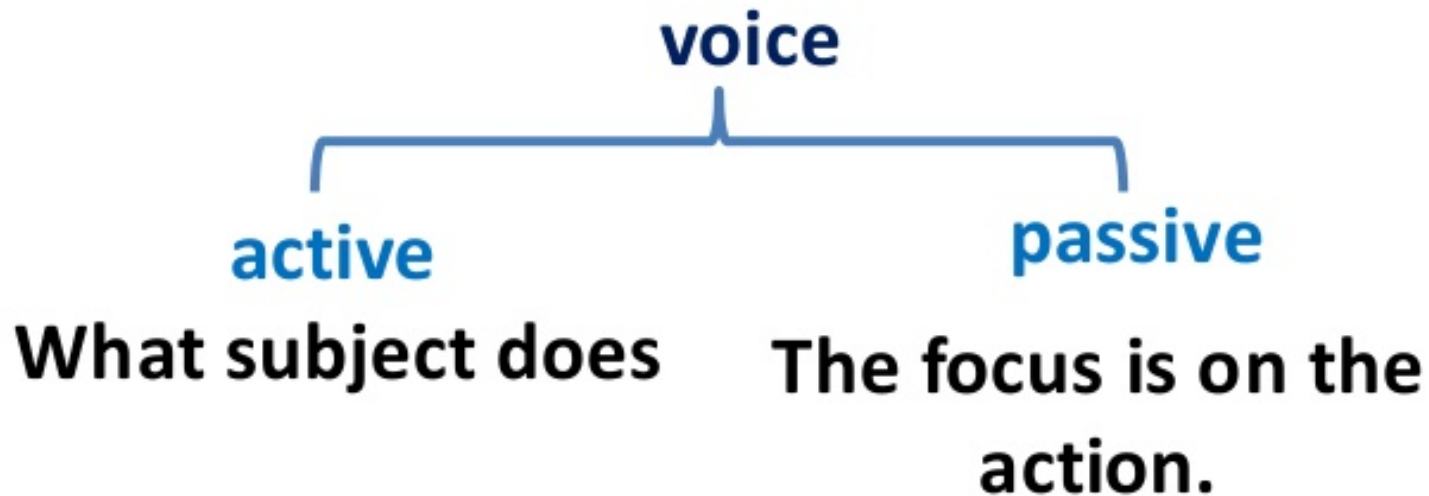 voice
active
passive
What subject does
The focus is on the
action.